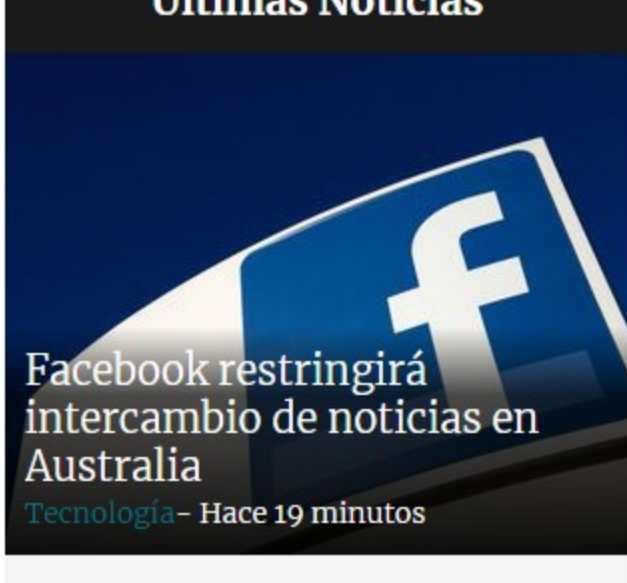 Últimas Noticias
Facebook restringirá
intercambio de noticias en
Australia
Tecnología- Hace 19 minutos